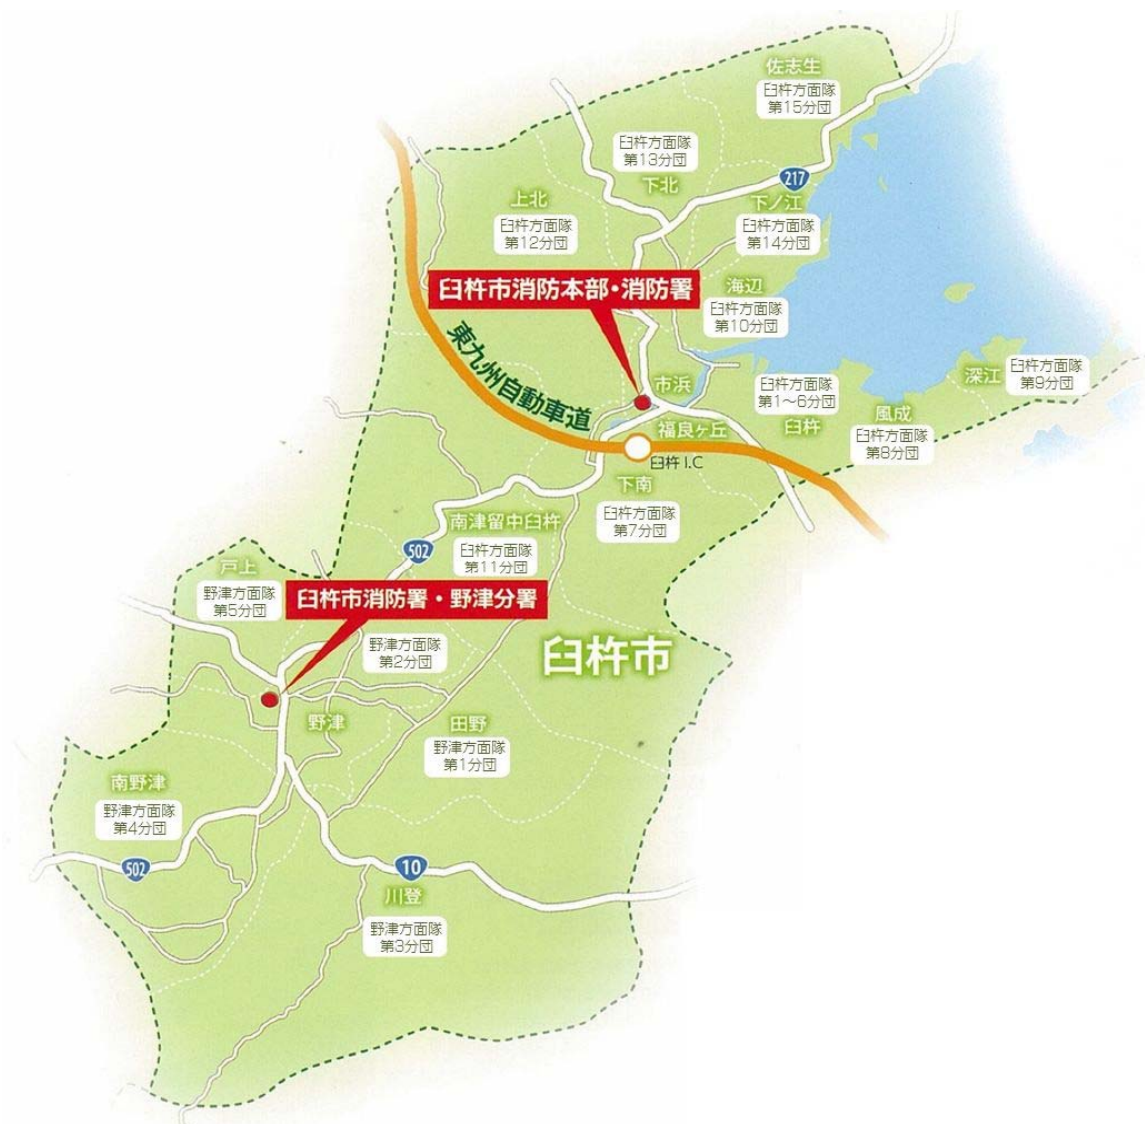 佐志生
臼杵方面隊
第15分団
臼杵方面隊
第13分団
下北
217
上北
臼杵方面隊
第12分団
下ノ江
臼杵方面隊
第14分団
臼杵市消防本部・消防署
海辺
臼杵方面隊
第10分団
東九州自動車道
市浜
臼杵方面隊
第1〜6分団
臼杵
深江
臼杵方面隊
第9分団
風成
臼杵方面隊
第8分団
福良ヶ丘
臼杵I.C
下南
臼杵方面隊
第7分団
南津留中臼杵
臼杵方面隊
第11分団
502
戸上
野津方面隊
第5分団
臼杵市消防署・野津分署
野津方面隊
第2分団
臼杵市
野津
田野
野津方面隊
第1分団
南野津
野津方面隊
第4分団
502
10
川登
野津方面隊
第3分団